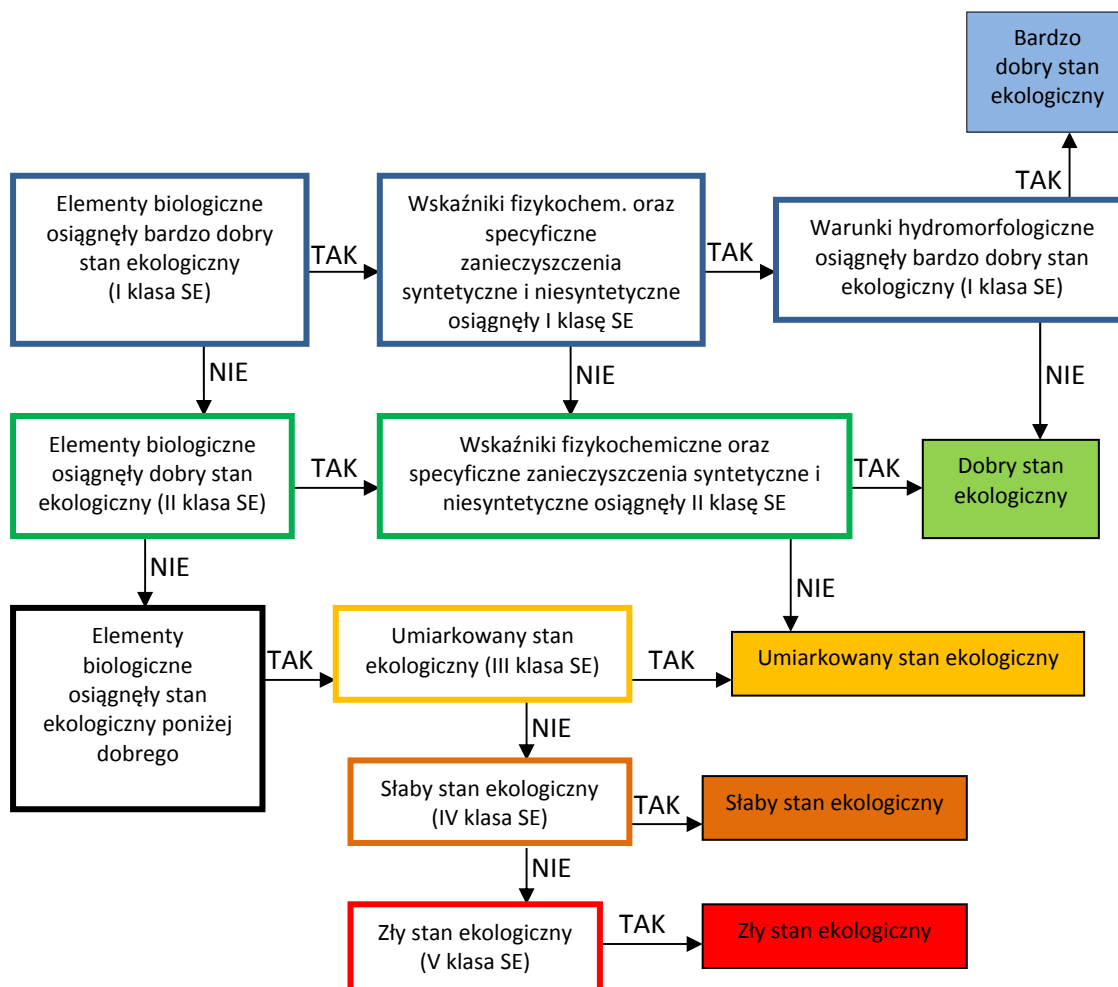 Bardzo
dobry stan
ekologiczny
TAK
Elementy biologiczne
osiągnęły bardzo dobry
stan ekologiczny
(I klasa SE)
TAK
Wskaźniki fizykochem. oraz
specyficzne
zanieczyszczenia
syntetyczne i niesyntetyczne
osiągnęły I klasę SE
TAK
Warunki hydromorfologiczne
osiągnęły bardzo dobry stan
ekologiczny (I klasa SE)
NIE
NIE
NIE
Elementy biologiczne
osiągnęły dobry stan
ekologiczny (II klasa SE)
TAK
Wskaźniki fizykochemiczne oraz
specyficzne zanieczyszczenia syntetyczne i
niesyntetyczne osiągnęły II klasę SE
TAK
Dobry stan
ekologiczny
NIE
NIE
Elementy
biologiczne
osiągnęły stan
ekologiczny poniżej
dobrego
TAK
Umiarkowany stan
ekologiczny (III klasa SE)
TAK
Umiarkowany stan ekologiczny
NIE
Słaby stan ekologiczny
(IV klasa SE)
TAK
Słaby stan ekologiczny
NIE
Zły stan ekologiczny
(V klasa SE)
TAK
Zły stan ekologiczny